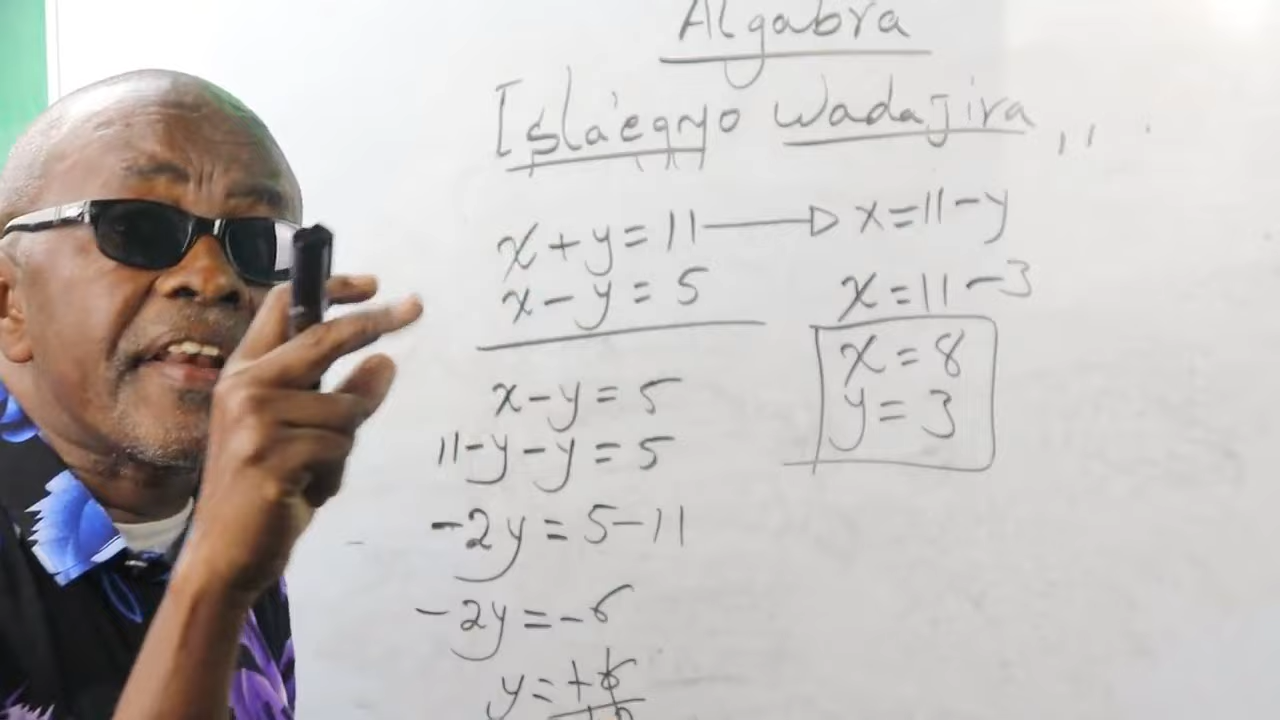 Algabra
Isla'egyo Wadajira ,,
x + y = 11 → x = 11 - y
x - y = 5
x = 11 - 3
x = 8
y = 3
x - y = 5
11 - y - y = 5
-2y = 5 - 11
-2y = -6
y = +6